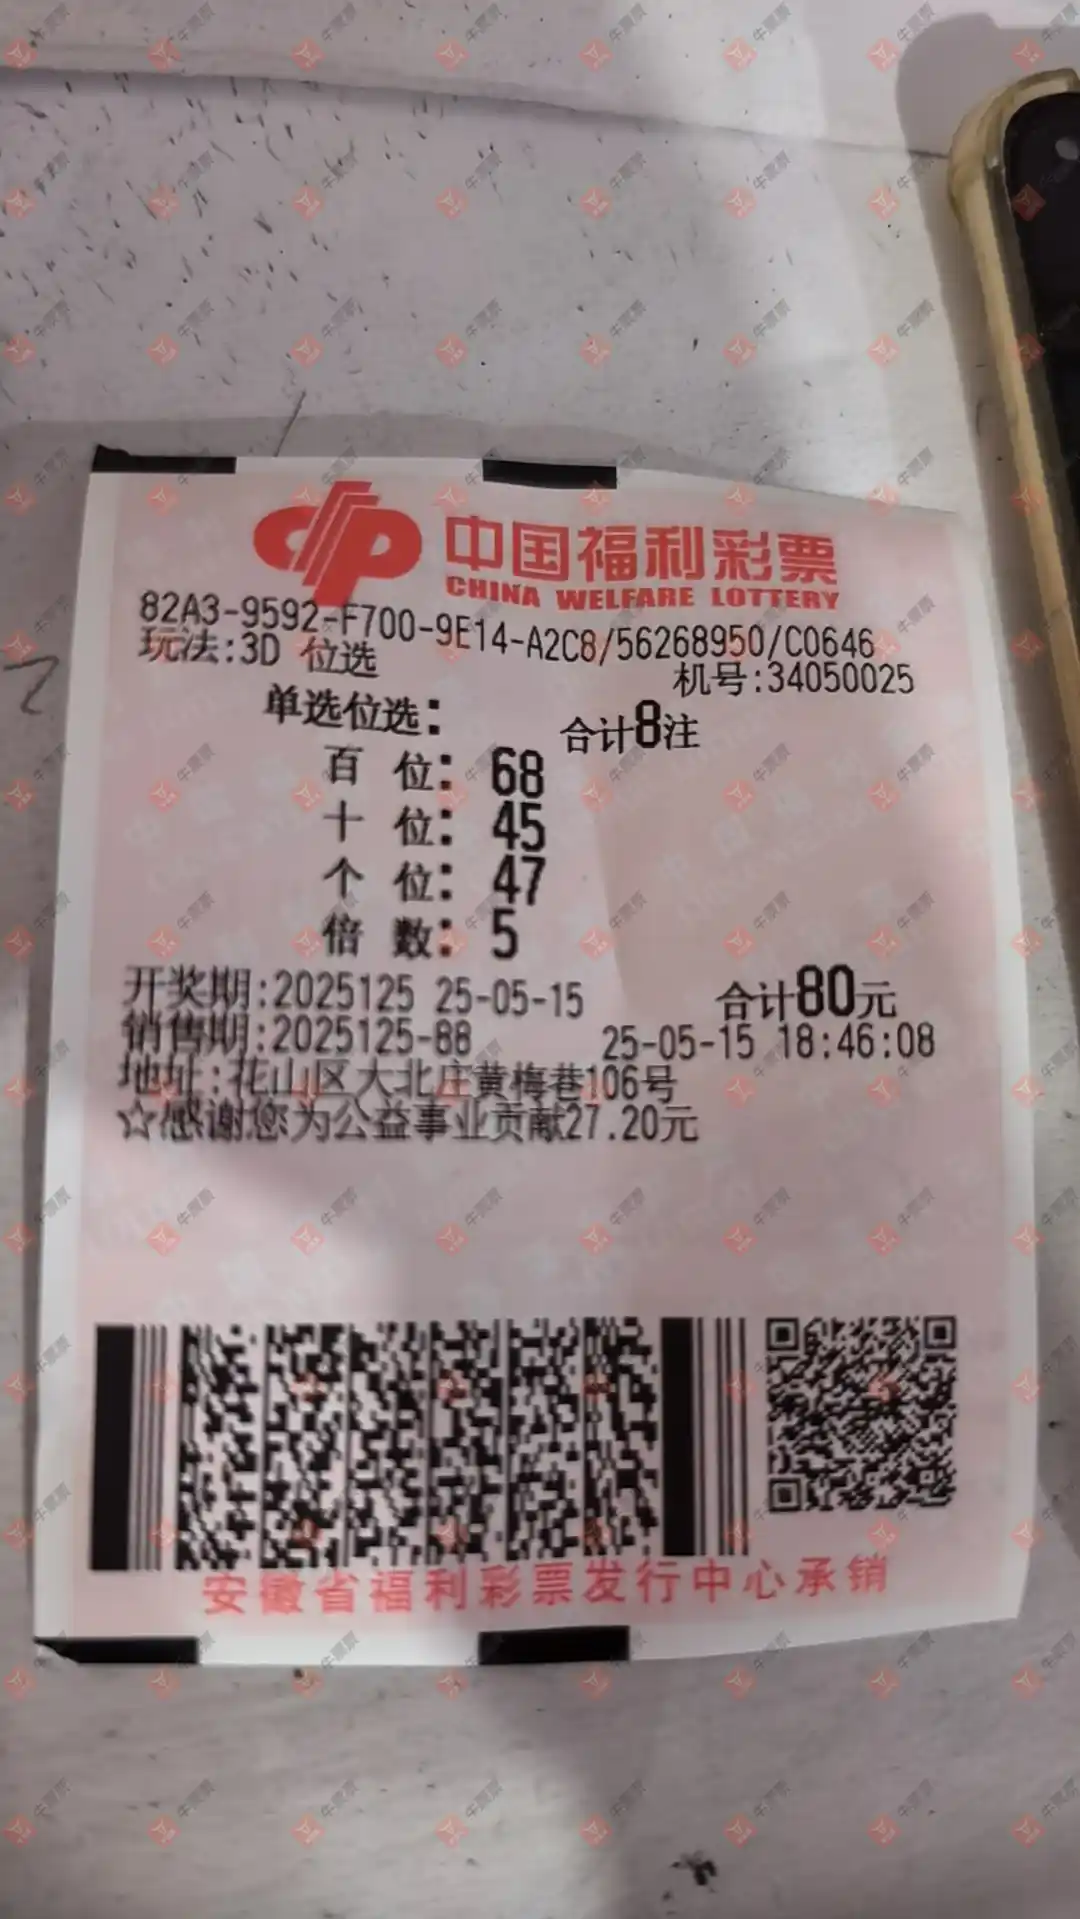 中国福利彩票
CHINA WELFARE LOTTERY
82A3-9592-F700-9E14-A2C8/56268950/C0646
玩法:3D 位选
机号:34050025
单选位选:
合计8注
百 位: 68
十 位: 45
个 位: 47
倍 数: 5
开奖期:2025125 25-05-15
合计80元
销售期:2025125-88
25-05-15 18:46:08
地址:花山区大北庄黄梅巷106号
☆感谢您为公益事业贡献27.20元
安徽省福利彩票发行中心承销